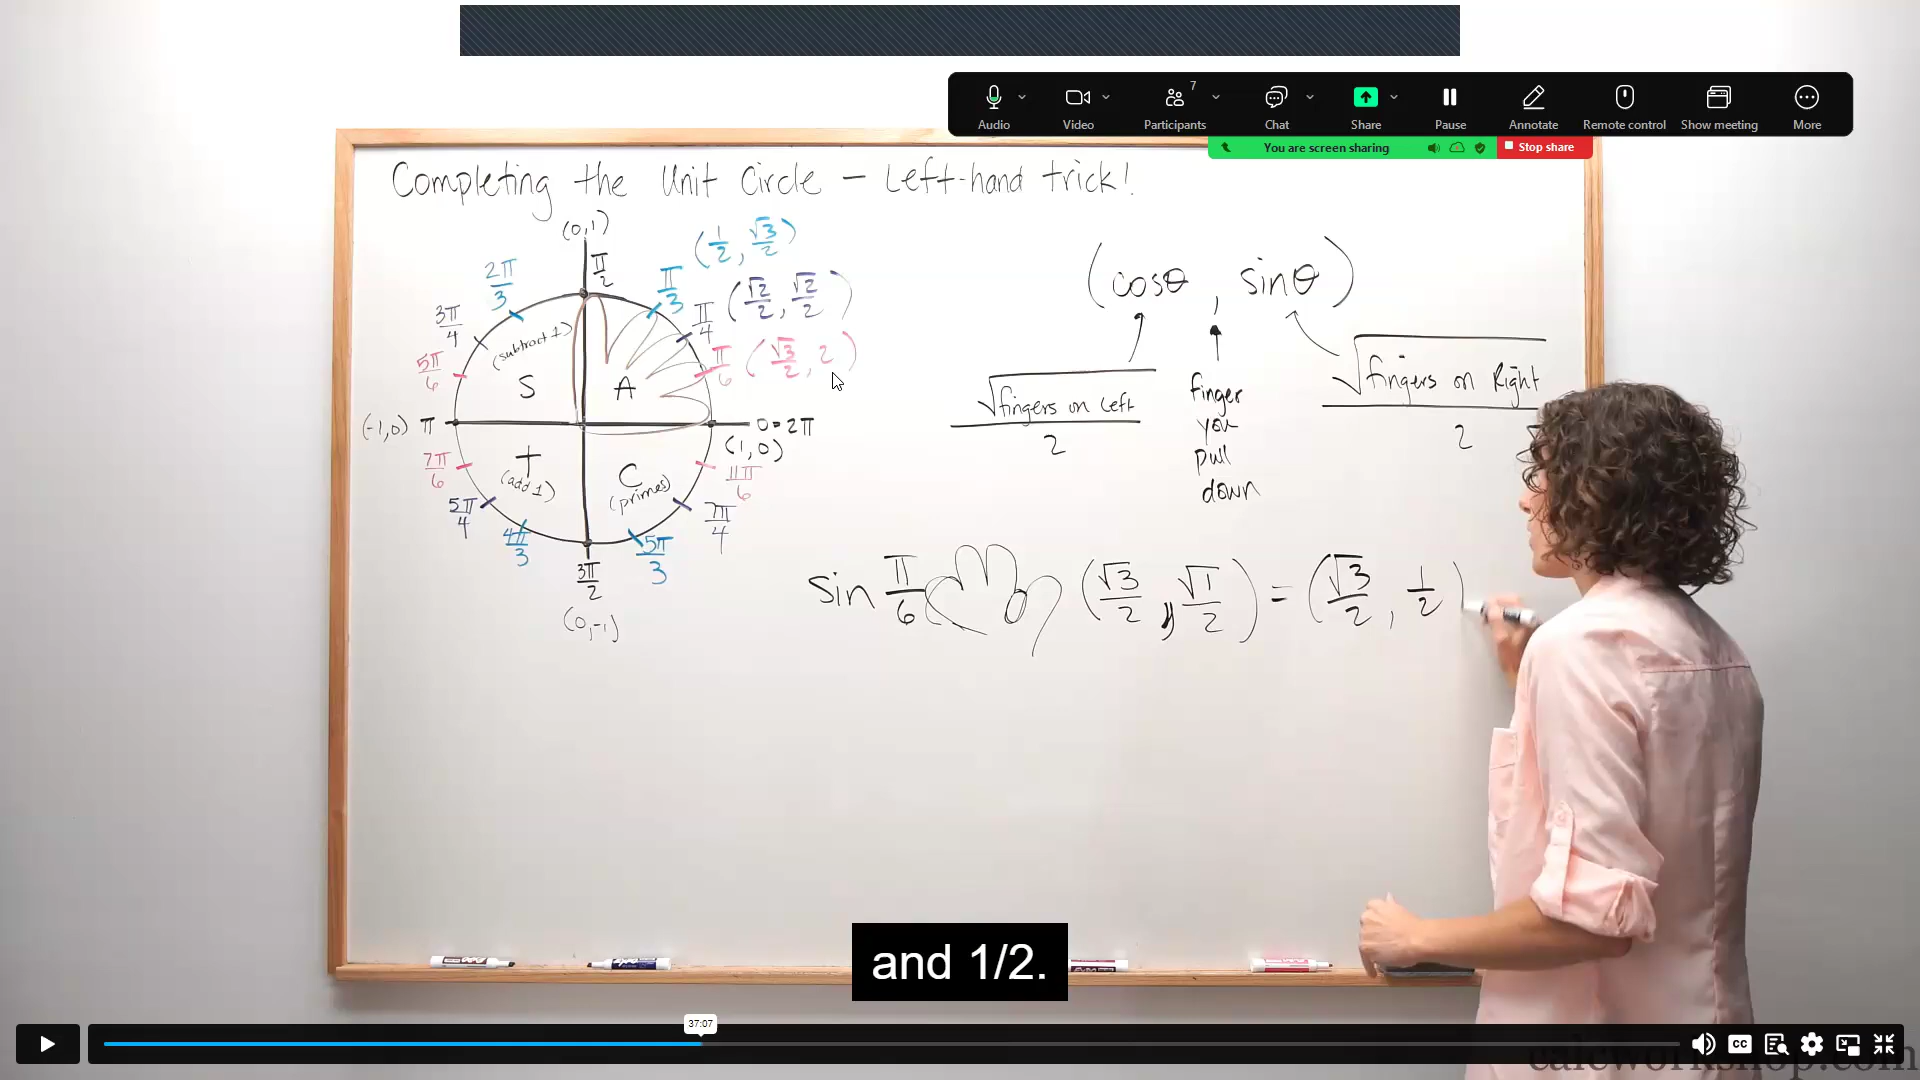 7
Audio Video Participants Chat Share Pause Annotate Remote control Show meeting More
You are screen sharing Stop share
Completing the Unit Circle – Left-hand trick!
(0,1)
π/2
2π/3
3π/4
5π/6
(subtract 1)
S
A
π/3 (1/2, √3/2)
π/4 (√2/2, √2/2)
π/6 (√3/2, 2)
(-1,0) π
0=2π
(1,0)
7π/6
5π/4
4π/3
T
(add 1)
C
(primes)
11π/6
7π/4
5π/3
3π/2
(0,-1)
(cosθ, sinθ)
√fingers on Left
2
finger
you
pull
down
√fingers on Right
2
sin π/6 (√3/2, √1/2) = (√3/2, 1/2)
and 1/2.
37:07
CC
calcworkshop.com